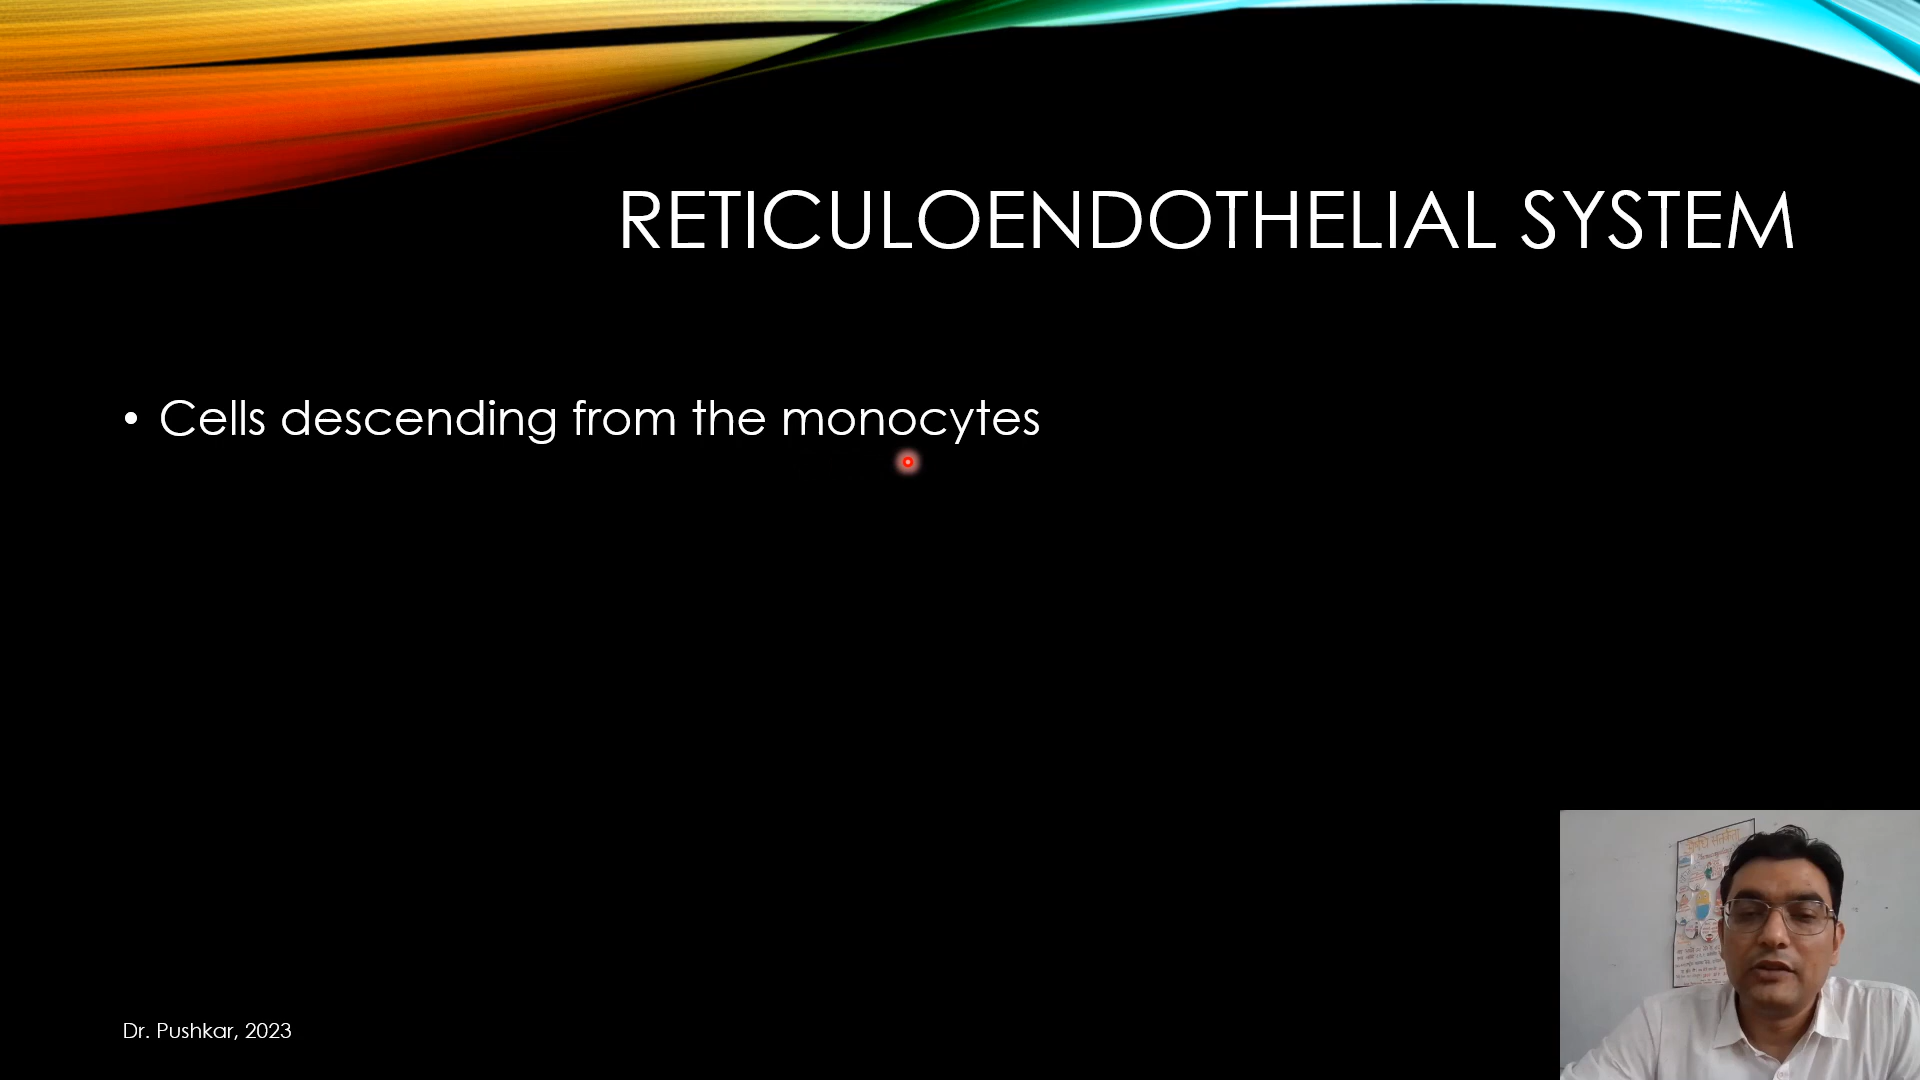 RETICULOENDOTHELIAL SYSTEM
• Cells descending from the monocytes
Dr. Pushkar, 2023